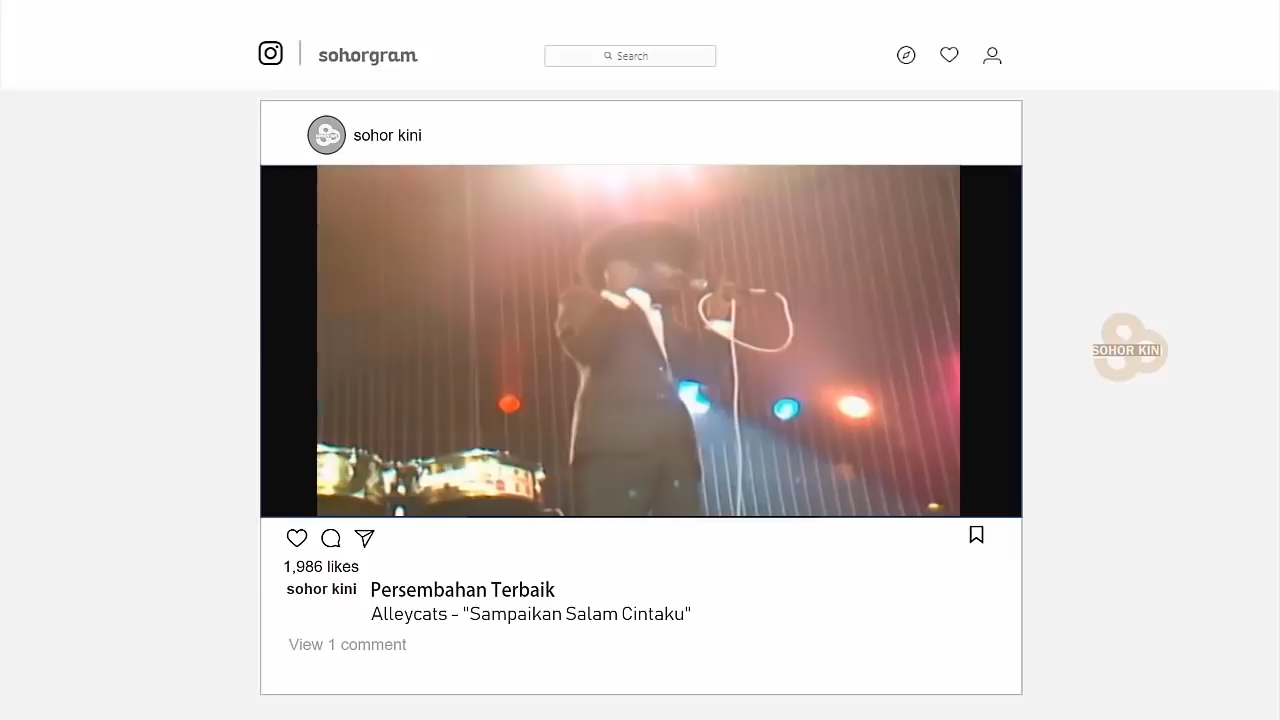 sohorgram
Search
sohor kini
SOHOR KINI
1,986 likes
sohor kini Persembahan Terbaik
Alleycats - "Sampaikan Salam Cintaku"
View 1 comment